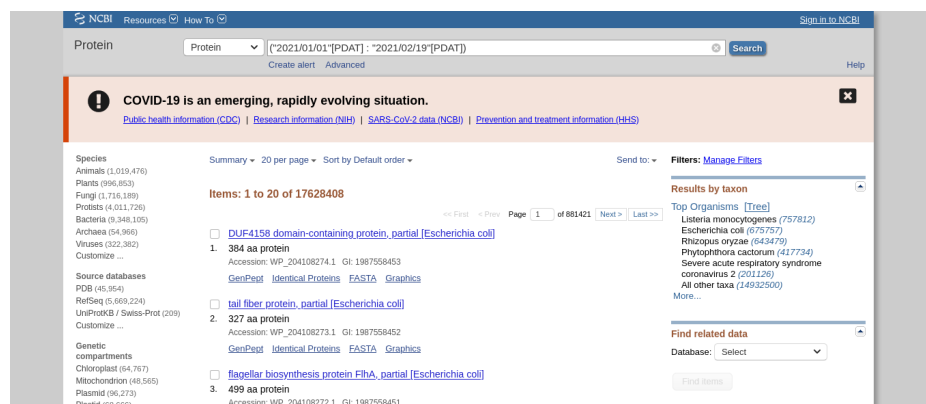 NCBI Resources How To Sign in to NCBI
Protein Protein ("2021/01/01"[PDAT] : "2021/02/19"[PDAT]) Search
Create alert Advanced Help
COVID-19 is an emerging, rapidly evolving situation.
Public health information (CDC) | Research information (NIH) | SARS-CoV-2 data (NCBI) | Prevention and treatment information (HHS)
Species
Animals (1,019,476)
Plants (996,853)
Fungi (1,716,189)
Protists (4,011,726)
Bacteria (9,348,105)
Archaea (54,966)
Viruses (322,382)
Customize ...
Source databases
PDB (45,954)
RefSeq (5,669,224)
UniProtKB / Swiss-Prot (209)
Customize ...
Genetic
compartments
Chloroplast (64,767)
Mitochondrion (48,565)
Plasmid (96,273)
Summary 20 per page Sort by Default order Send to:
Items: 1 to 20 of 17628408
<< First < Prev Page 1 of 881421 Next > Last >>
DUF4158 domain-containing protein, partial [Escherichia coli]
1. 384 aa protein
Accession: WP_204108274.1 GI: 1987558453
GenPept Identical Proteins FASTA Graphics
tail fiber protein, partial [Escherichia coli]
2. 327 aa protein
Accession: WP_204108273.1 GI: 1987558452
GenPept Identical Proteins FASTA Graphics
flagellar biosynthesis protein FlhA, partial [Escherichia coli]
3. 499 aa protein
Accession: WP_204108272.1 GI: 1987558451
Filters: Manage Filters
Results by taxon
Top Organisms [Tree]
Listeria monocytogenes (757812)
Escherichia coli (675757)
Rhizopus oryzae (643479)
Phytophthora cactorum (417734)
Severe acute respiratory syndrome
coronavirus 2 (201126)
All other taxa (14932500)
More...
Find related data
Database: Select
Find items